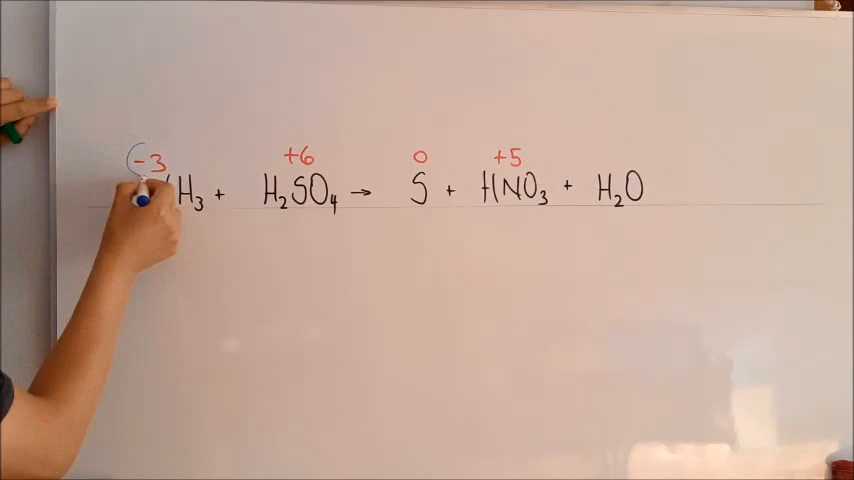 -3 +6 0 +5
H₃ + H₂SO₄ → S + HNO₃ + H₂O